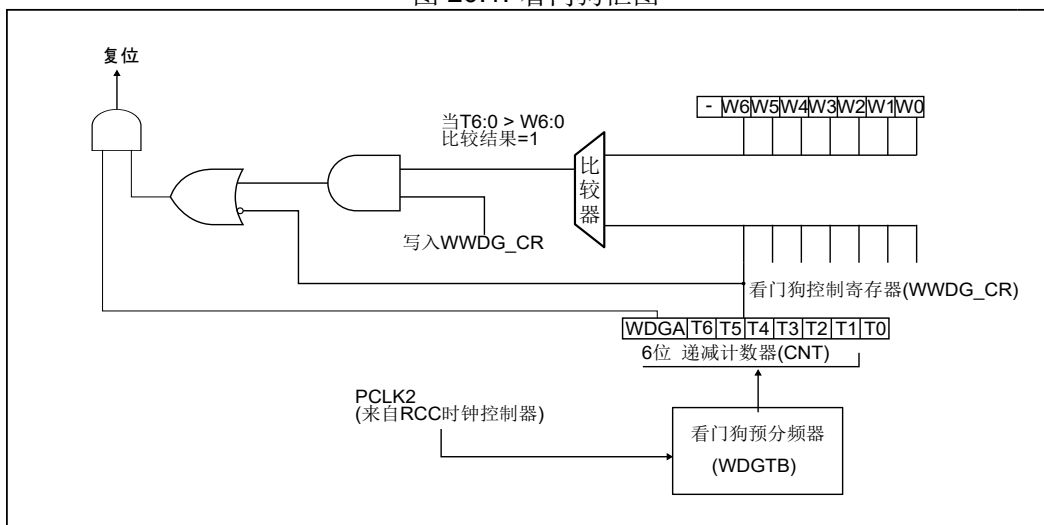 复位
- W6 W5 W4 W3 W2 W1 W0
当T6:0 > W6:0
比较结果=1
比较器
写入WWDG_CR
看门狗控制寄存器(WWDG_CR)
WDGA T6 T5 T4 T3 T2 T1 T0
6位 递减计数器(CNT)
PCLK2
(来自RCC时钟控制器)
看门狗预分频器
(WDGTB)